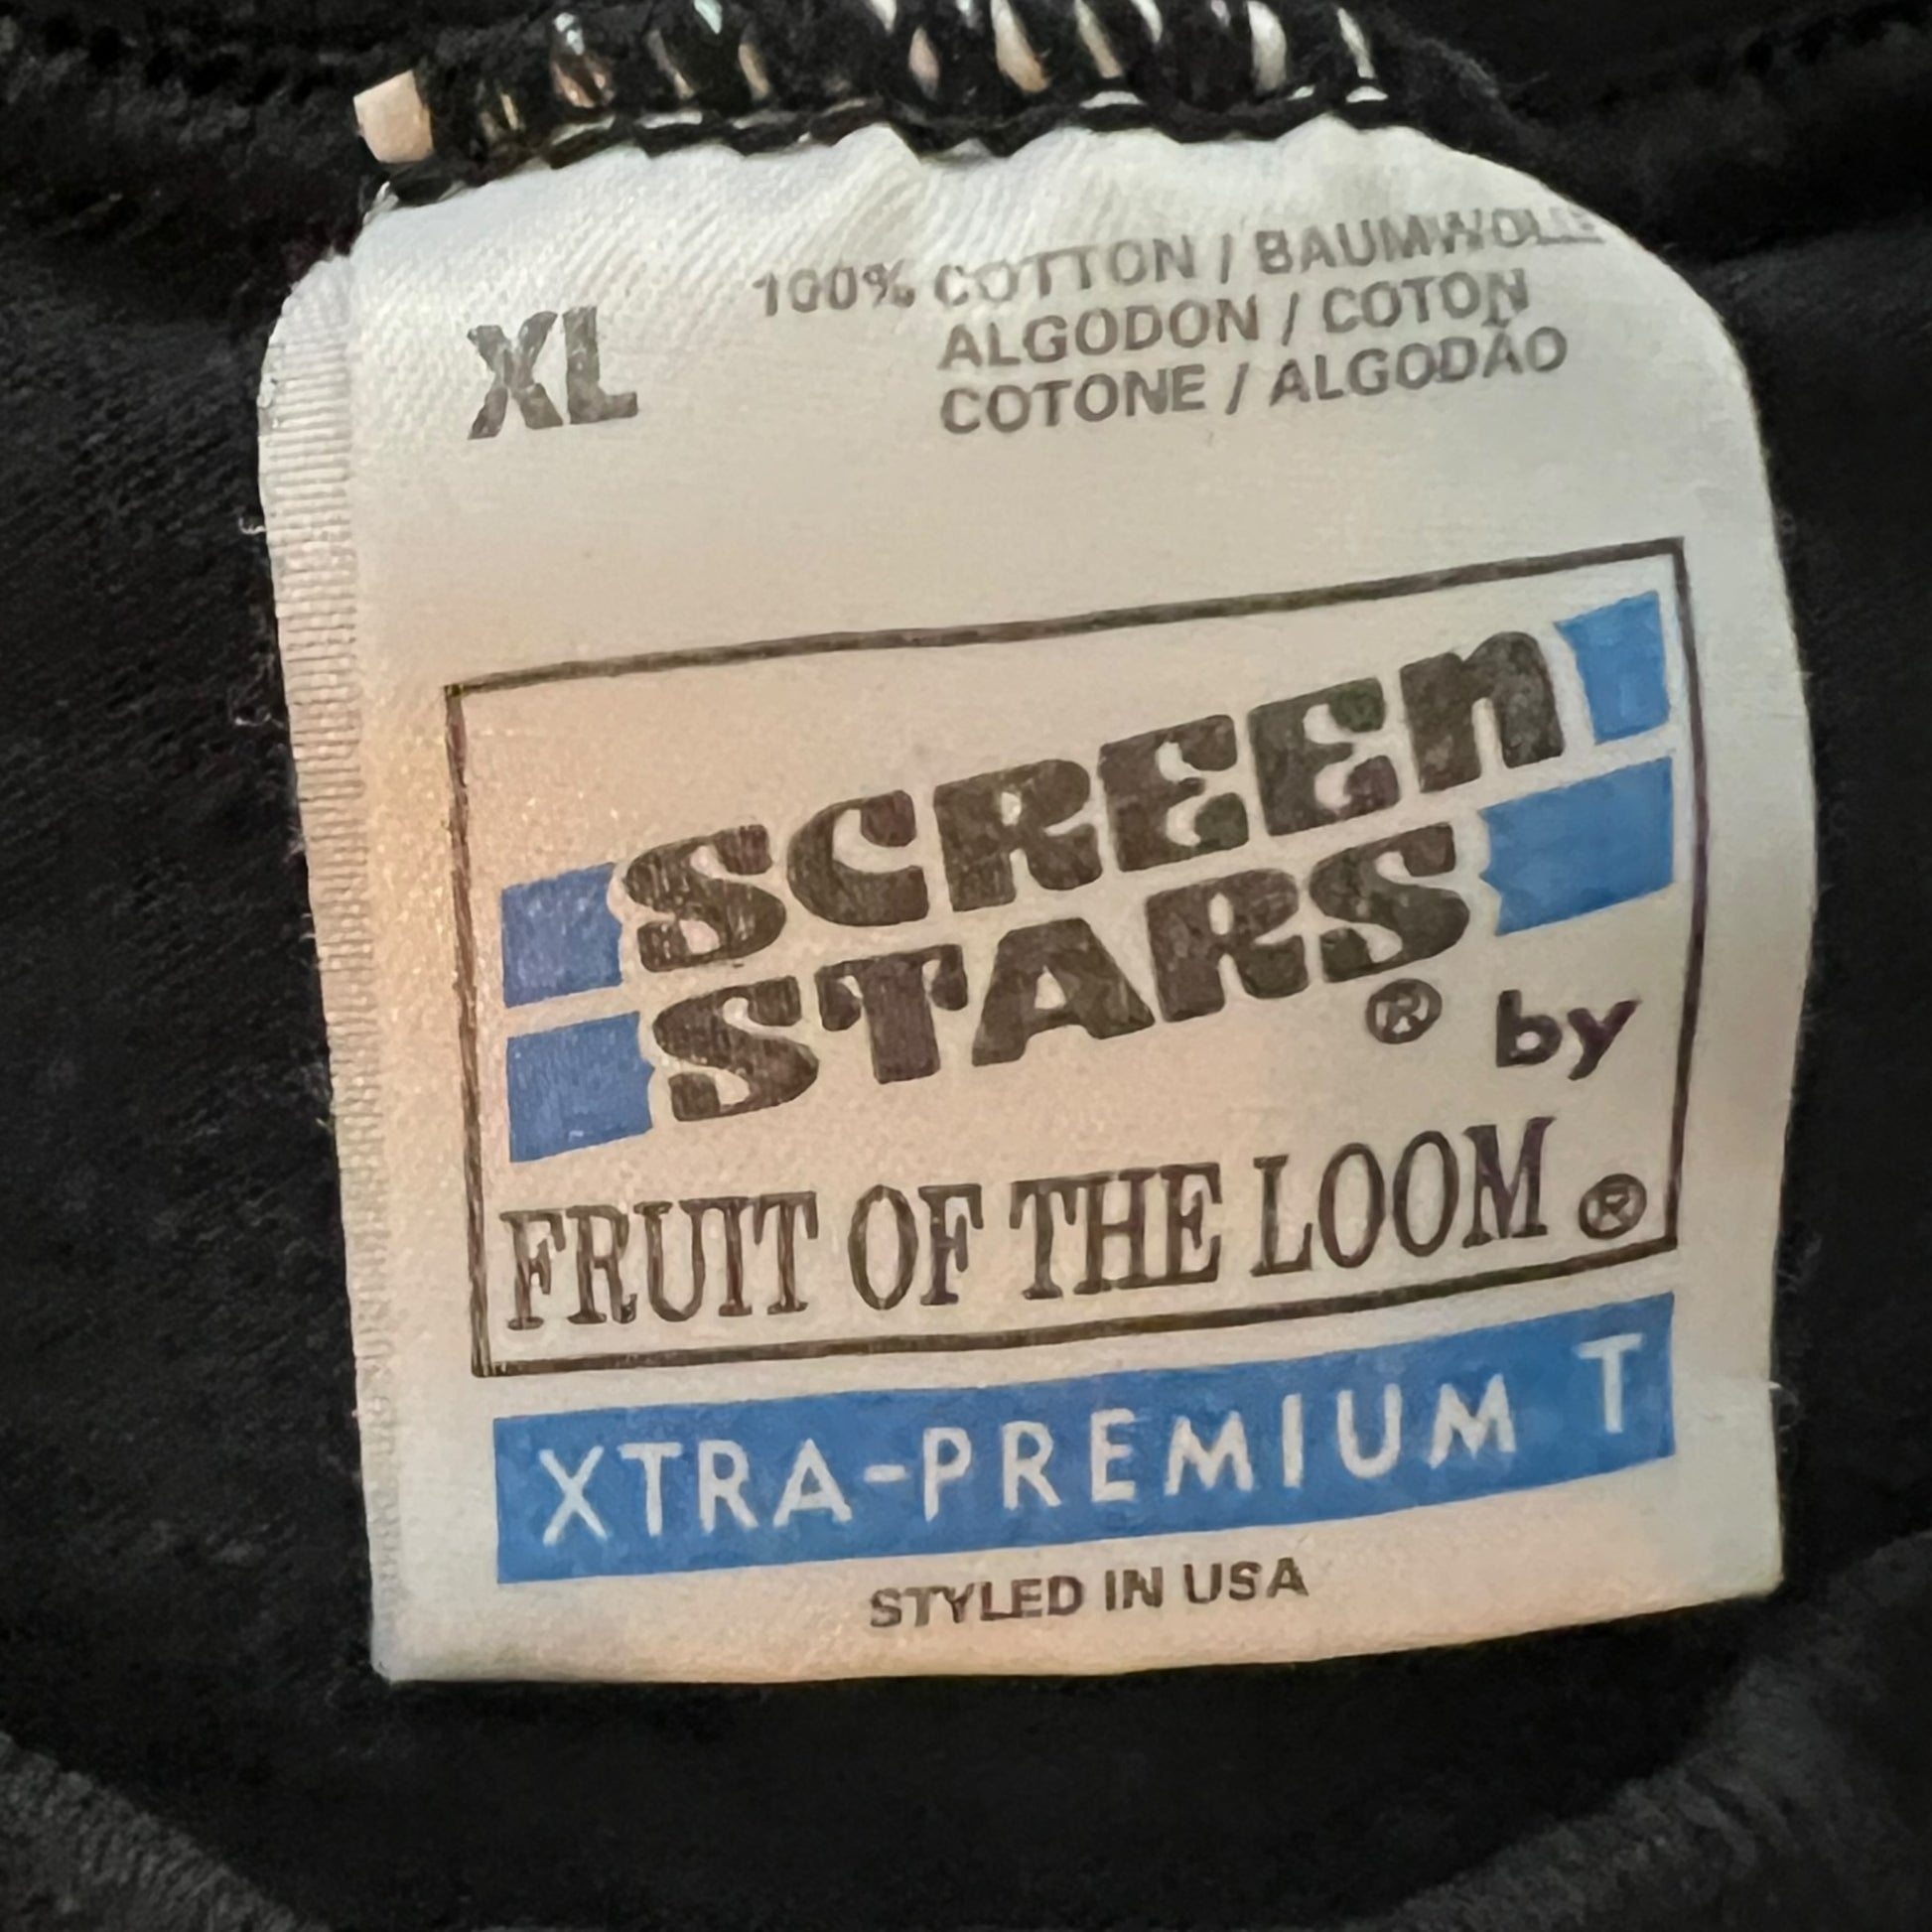 XL
100% COTTON / BAUMWOLLE
ALGODON / COTON
COTONE / ALGODÃO
SCREEN
STARS
® by
FRUIT OF THE LOOM ®
XTRA-PREMIUM T
STYLED IN USA